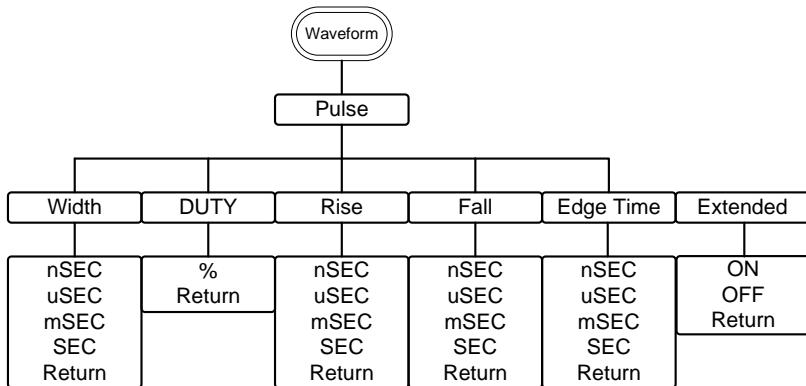 Waveform
Pulse
Width DUTY Rise Fall Edge Time Extended
nSEC
uSEC
mSEC
SEC
Return
%
Return
nSEC
uSEC
mSEC
SEC
Return
nSEC
uSEC
mSEC
SEC
Return
nSEC
uSEC
mSEC
SEC
Return
ON
OFF
Return